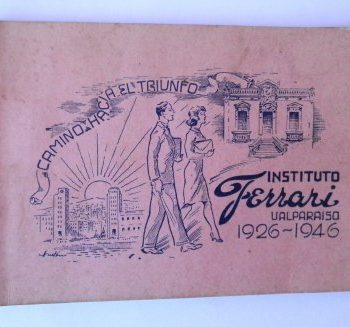 CAMINO HACIA EL TRIUNFO
INSTITUTO
Ferrari
VALPARAISO
1926~1946